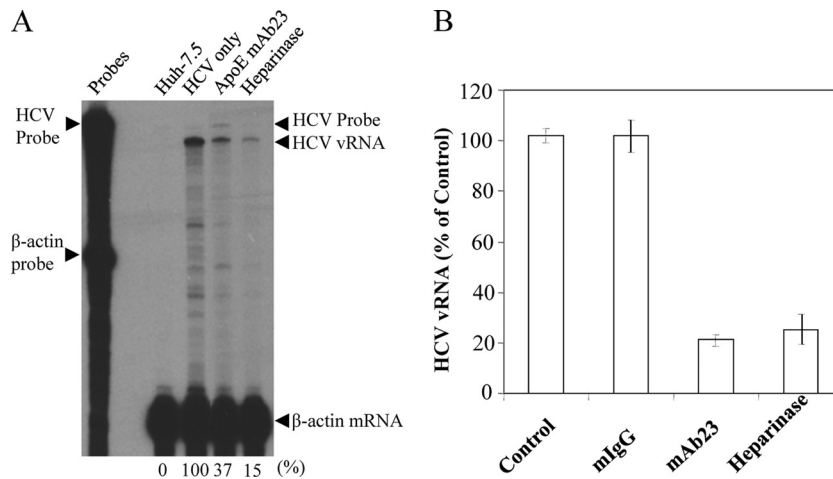 A
Probes
Huh-7.5
HCV only
ApoE mAb23
Heparinase
HCV
Probe
HCV Probe
HCV vRNA
β-actin
probe
β-actin mRNA
0 100 37 15 (%)
B
HCV vRNA (% of Control)
120
100
80
60
40
20
0
Control
mIgG
mAb23
Heparinase